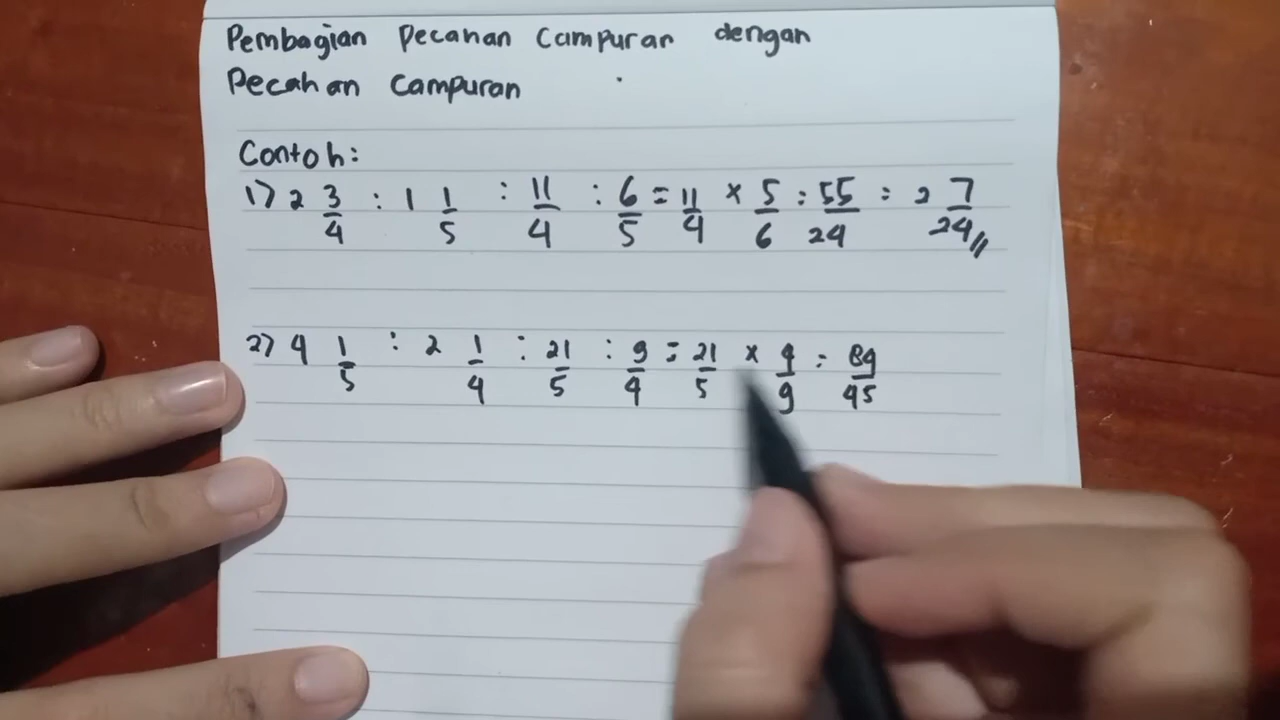 Pembagian Pecahan Campuran dengan
Pecahan Campuran
Contoh:
1) 2 3/4 : 1 1/5 : 11/4 : 6/5 = 11/4 × 5/6 : 55/24 : 2 7/24 //
2) 4 1/5 : 2 1/4 : 21/5 : 9/4 = 21/5 × 4/9 : 84/45